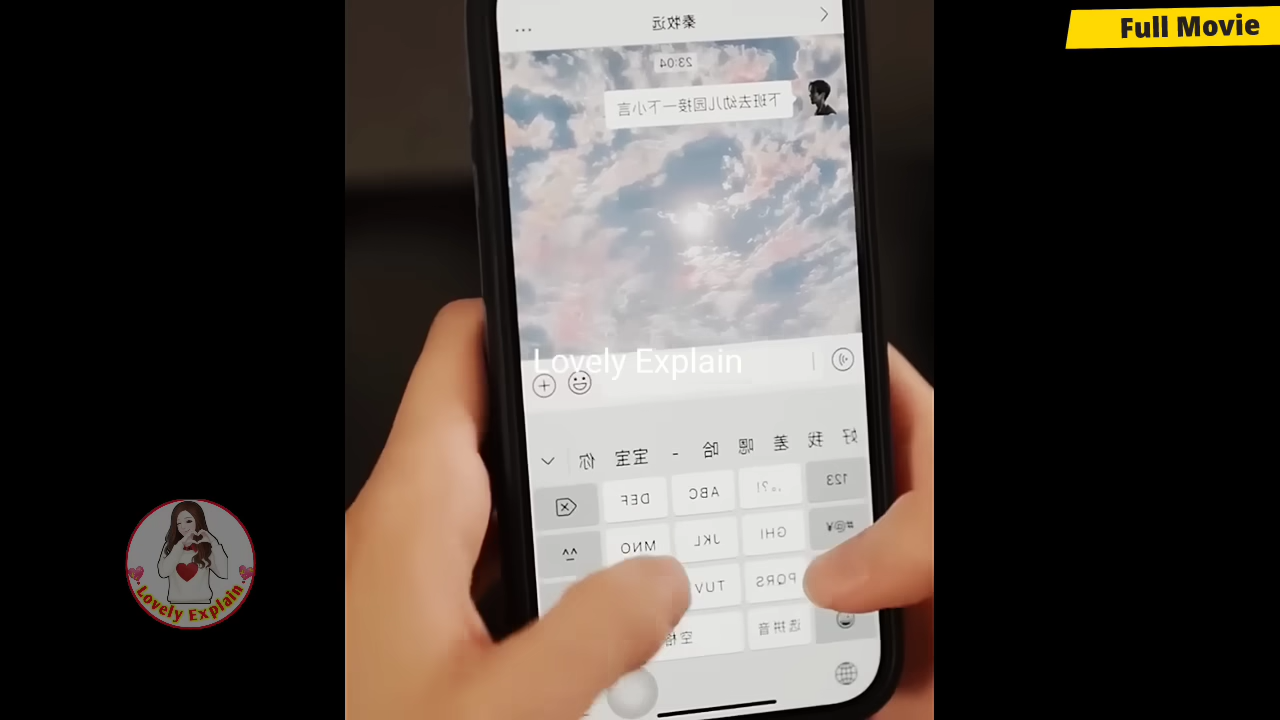 Full Movie
秦牧远
23:04
下班去幼儿园接一下小言
Lovely Explain
好 我 差 嗯 哈 - 宝宝 你
123 .。?! ABC DEF
#@¥ GHI JKL MNO ^^
PQRS TUV
选拼音 空格
Lovely Explain